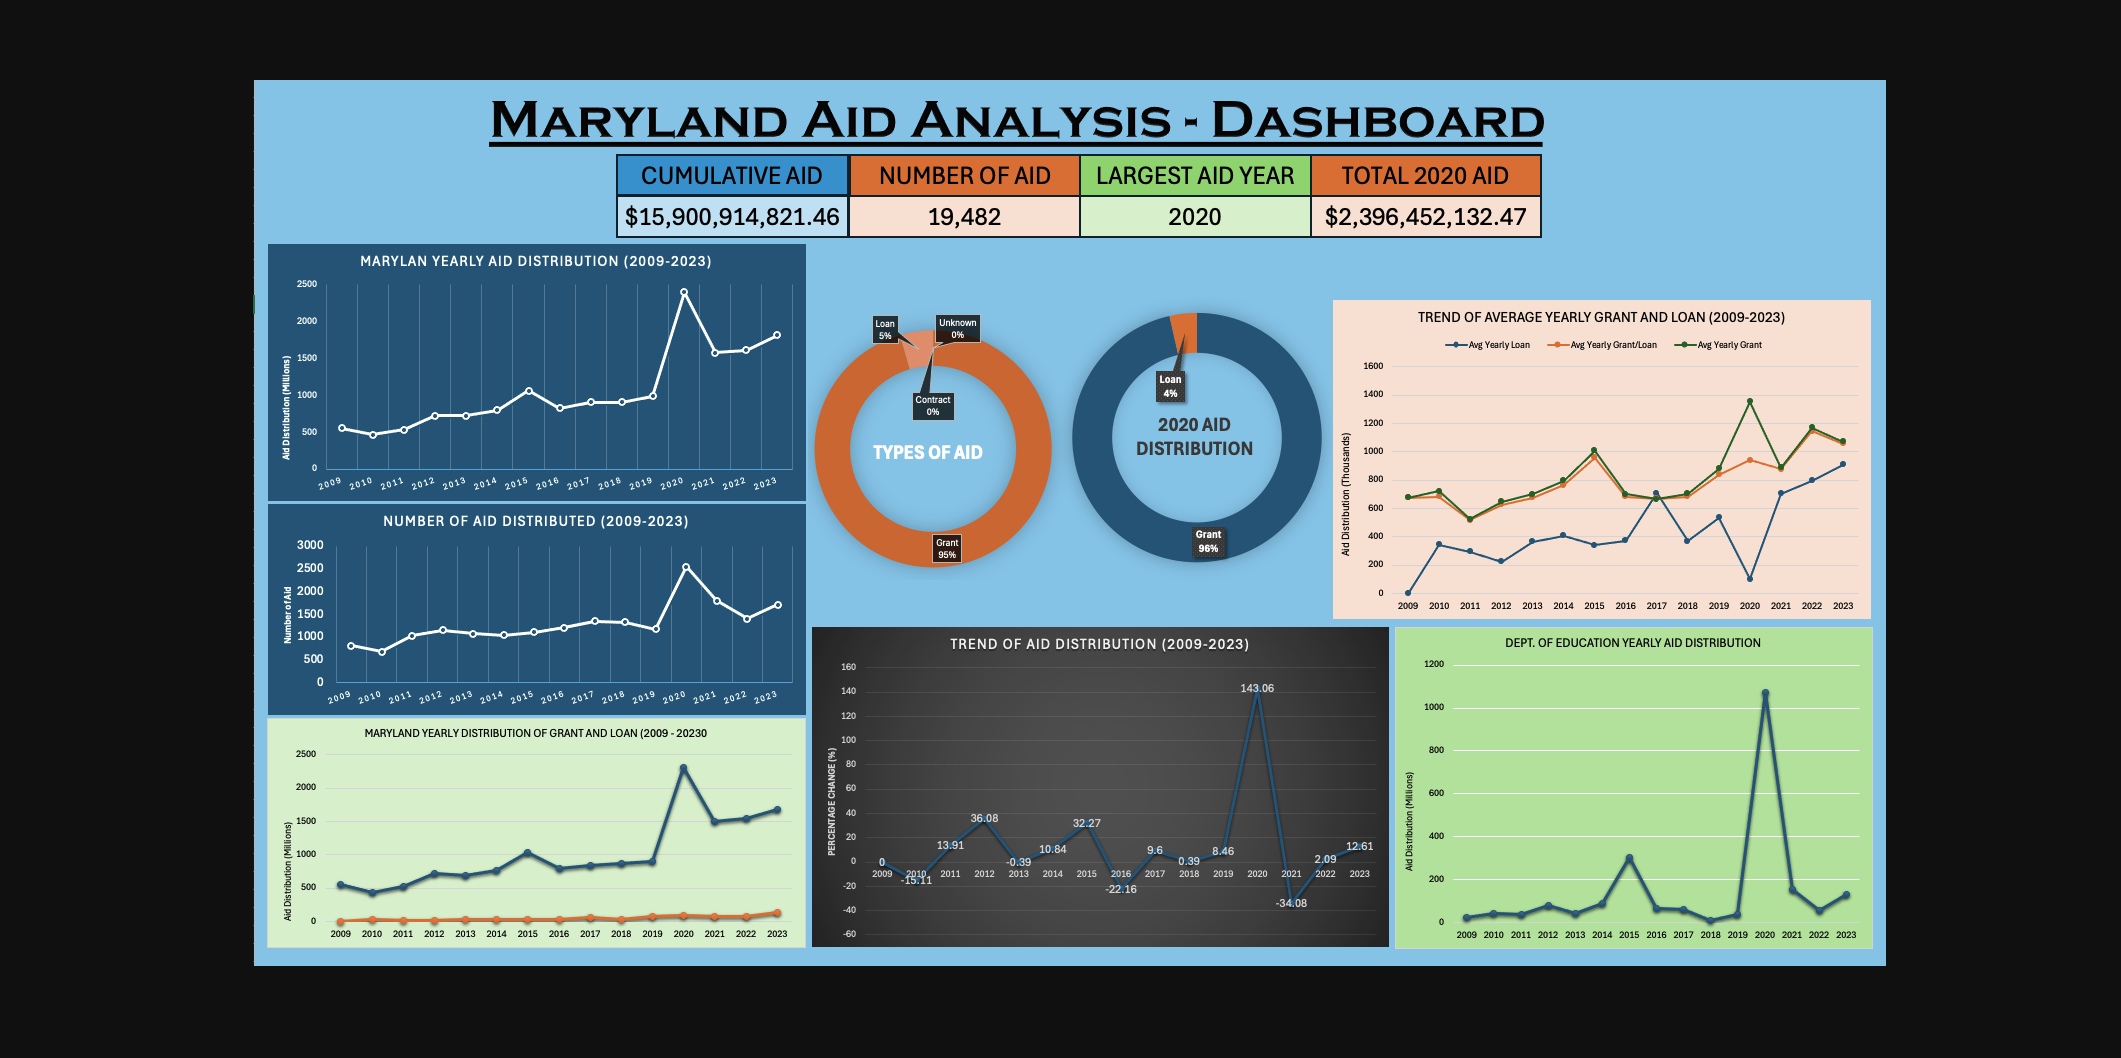 MARYLAND AID ANALYSIS - DASHBOARD
CUMULATIVE AID NUMBER OF AID LARGEST AID YEAR TOTAL 2020 AID
$15,900,914,821.46 19,482 2020 $2,396,452,132.47
MARYLAN YEARLY AID DISTRIBUTION (2009-2023)
Aid Distribution (Millions)
2500
2000
1500
1000
500
0
2009 2010 2011 2012 2013 2014 2015 2016 2017 2018 2019 2020 2021 2022 2023
NUMBER OF AID DISTRIBUTED (2009-2023)
Number of Aid
3000
2500
2000
1500
1000
500
0
2009 2010 2011 2012 2013 2014 2015 2016 2017 2018 2019 2020 2021 2022 2023
MARYLAND YEARLY DISTRIBUTION OF GRANT AND LOAN (2009 - 20230
Aid Distribution (Millions)
2500
2000
1500
1000
500
0
2009 2010 2011 2012 2013 2014 2015 2016 2017 2018 2019 2020 2021 2022 2023
Loan
5%
Unknown
0%
Contract
0%
TYPES OF AID
Grant
95%
Loan
4%
2020 AID
DISTRIBUTION
Grant
96%
TREND OF AVERAGE YEARLY GRANT AND LOAN (2009-2023)
Avg Yearly Loan Avg Yearly Grant/Loan Avg Yearly Grant
Aid Distribution (Thousands)
1600
1400
1200
1000
800
600
400
200
0
2009 2010 2011 2012 2013 2014 2015 2016 2017 2018 2019 2020 2021 2022 2023
TREND OF AID DISTRIBUTION (2009-2023)
PERCENTAGE CHANGE (%)
160
140
120
100
80
60
40
20
0
-20
-40
-60
0 -15.11 13.91 36.08 -0.39 10.84 32.27 -22.16 9.6 0.39 8.46 143.06 -34.08 2.09 12.61
2009 2010 2011 2012 2013 2014 2015 2016 2017 2018 2019 2020 2021 2022 2023
DEPT. OF EDUCATION YEARLY AID DISTRIBUTION
Aid Distribution (Millions)
1200
1000
800
600
400
200
0
2009 2010 2011 2012 2013 2014 2015 2016 2017 2018 2019 2020 2021 2022 2023